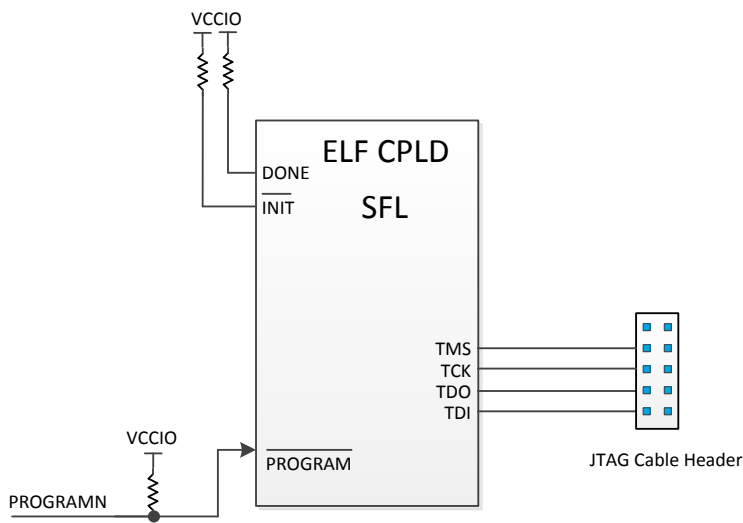 VCCIO
ELF CPLD
DONE
INIT
SFL
TMS
TCK
TDO
TDI
VCCIO
PROGRAM
JTAG Cable Header
PROGRAMN